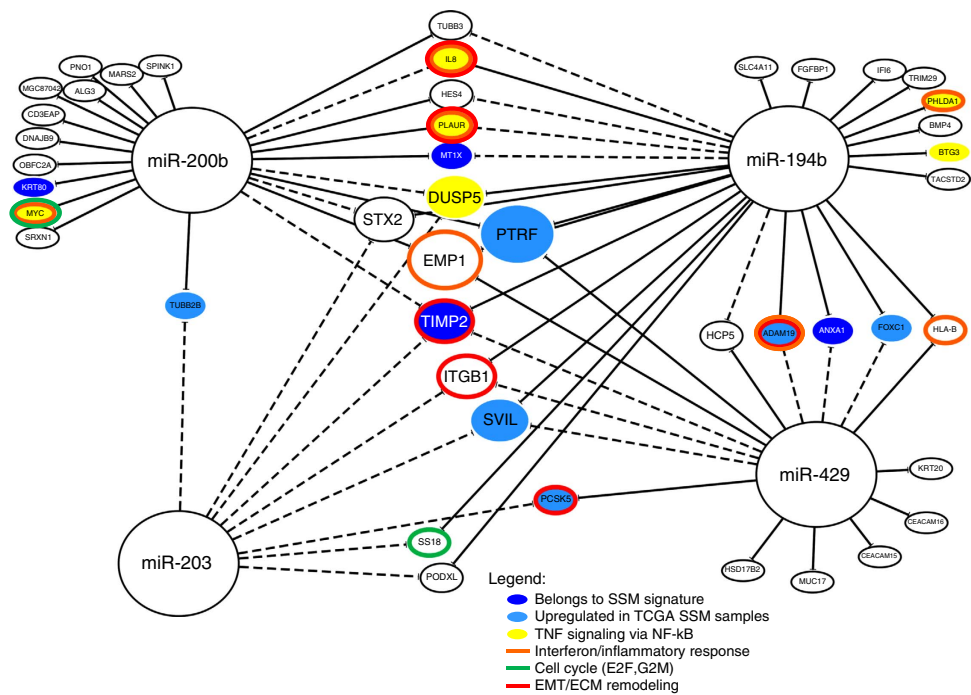 TUBB3
IL8
HES4
PLAUR
MT1X
DUSP5
STX2
PTRF
EMP1
TIMP2
ITGB1
SVIL
PCSK5
SS18
PODXL
PNO1
MARS2
SPINK1
MGC87042
ALG3
CD3EAP
DNAJB9
OBFC2A
KRT80
MYC
SRXN1
miR-200b
TUBB2B
miR-203
SLC4A11
FGFBP1
IFI6
TRIM29
PHLDA1
BMP4
BTG3
TACSTD2
miR-194b
HCP5
ADAM19
ANXA1
FOXC1
HLA-B
miR-429
KRT20
CEACAM16
CEACAM15
MUC17
HSD17B2
Legend:
Belongs to SSM signature
Upregulated in TCGA SSM samples
TNF signaling via NF-kB
Interferon/inflammatory response
Cell cycle (E2F,G2M)
EMT/ECM remodeling